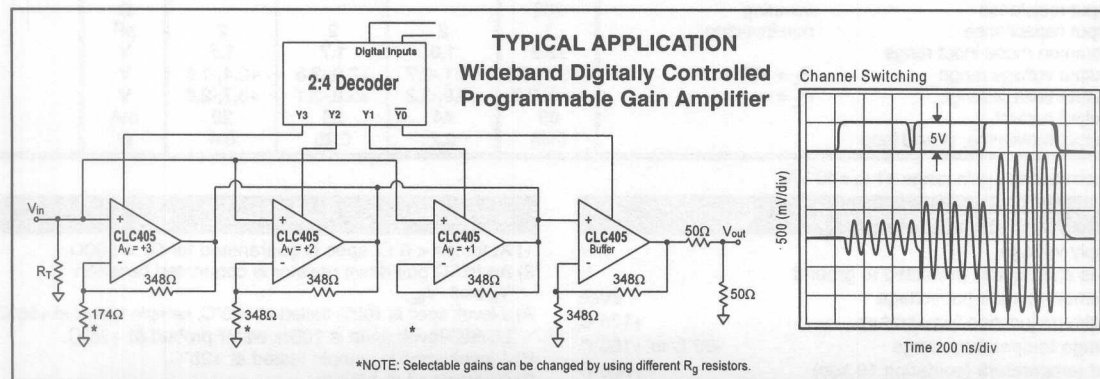 TYPICAL APPLICATION
Wideband Digitally Controlled
Programmable Gain Amplifier
Digital Inputs
2:4 Decoder
Y3 Y2 Y1 Y0
Vin
RT
+
CLC405
AV = +3
-
348Ω
174Ω
*
+
CLC405
AV = +2
-
348Ω
348Ω
*
+
CLC405
AV = +1
-
348Ω
*
+
CLC405
Buffer
-
348Ω
348Ω
50Ω
Vout
50Ω
*NOTE: Selectable gains can be changed by using different Rg resistors.
Channel Switching
5V
500 (mV/div)
Time 200 ns/div